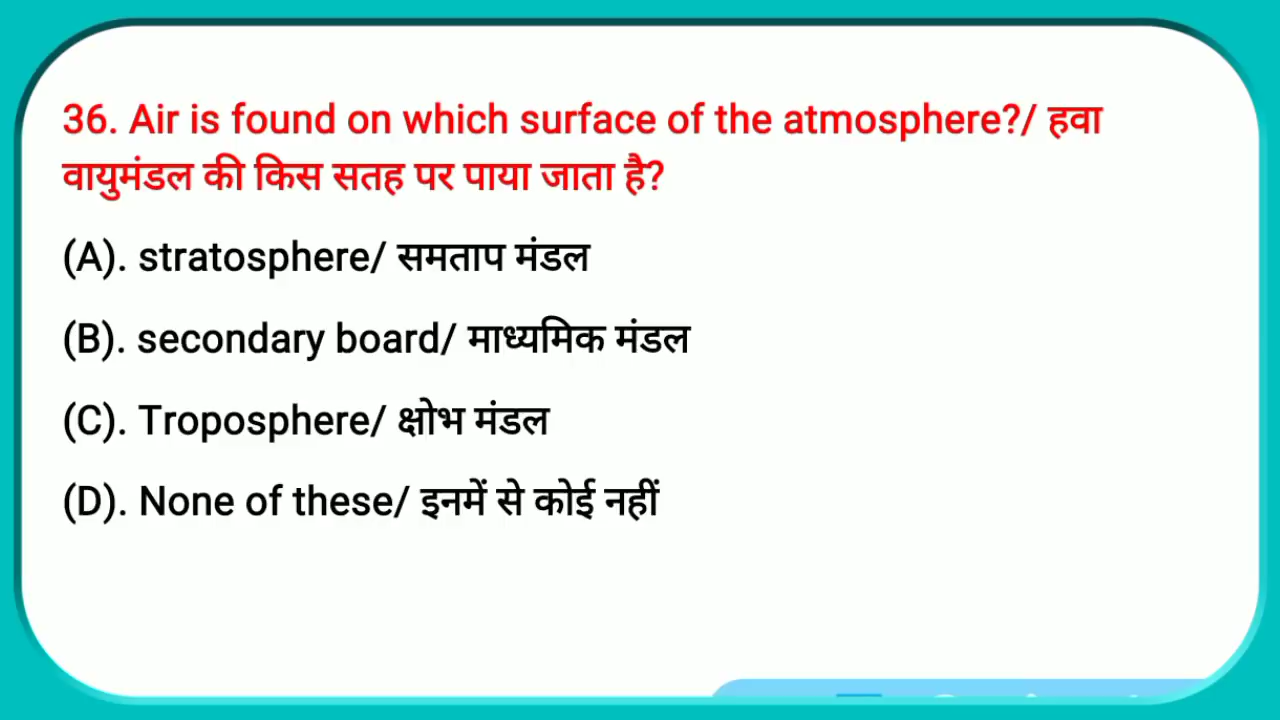 36. Air is found on which surface of the atmosphere?/ हवा
वायुमंडल की किस सतह पर पाया जाता है?
(A). stratosphere/ समताप मंडल
(B). secondary board/ माध्यमिक मंडल
(C). Troposphere/ क्षोभ मंडल
(D). None of these/ इनमें से कोई नहीं